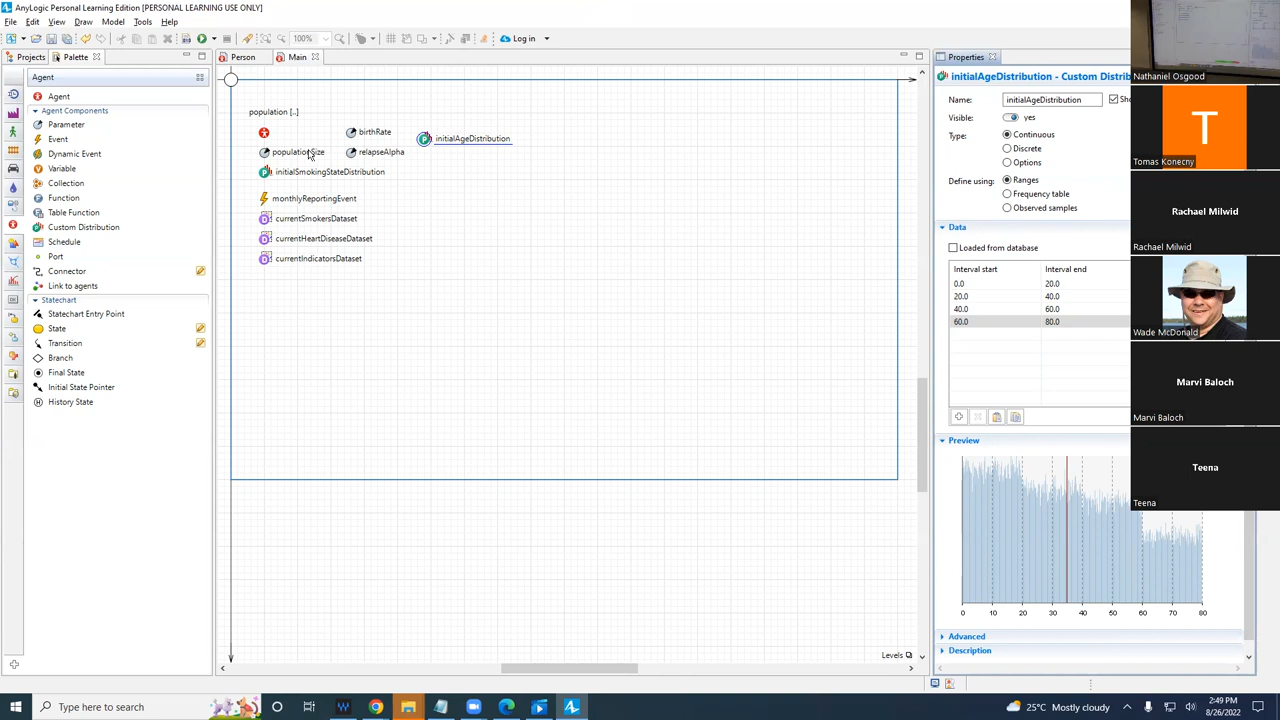 AnyLogic Personal Learning Edition [PERSONAL LEARNING USE ONLY]
File Edit View Draw Model Tools Help
100%
Log in
Projects Palette
Person Main
Properties
Agent
Agent
Agent Components
Parameter
Event
Dynamic Event
Variable
Collection
Function
Table Function
Custom Distribution
Schedule
Port
Connector
Link to agents
Statechart
Statechart Entry Point
State
Transition
Branch
Final State
Initial State Pointer
History State
population [..]
birthRate
initialAgeDistribution
populationSize
relapseAlpha
initialSmokingStateDistribution
monthlyReportingEvent
currentSmokersDataset
currentHeartDiseaseDataset
currentIndicatorsDataset
Levels
initialAgeDistribution - Custom Distrib
Name: initialAgeDistribution
Visible: yes
Type: Continuous
Discrete
Options
Define using: Ranges
Frequency table
Observed samples
Data
Loaded from database
Interval start Interval end
0.0 20.0
20.0 40.0
40.0 60.0
60.0 80.0
Preview
0 10 20 30 40 50 60 70 80
Advanced
Description
Nathaniel Osgood
T
Tomas Konecny
Rachael Milwid
Rachael Milwid
Wade McDonald
Marvi Baloch
Marvi Baloch
Teena
Teena
Type here to search
25°C Mostly cloudy
2:49 PM
8/26/2022